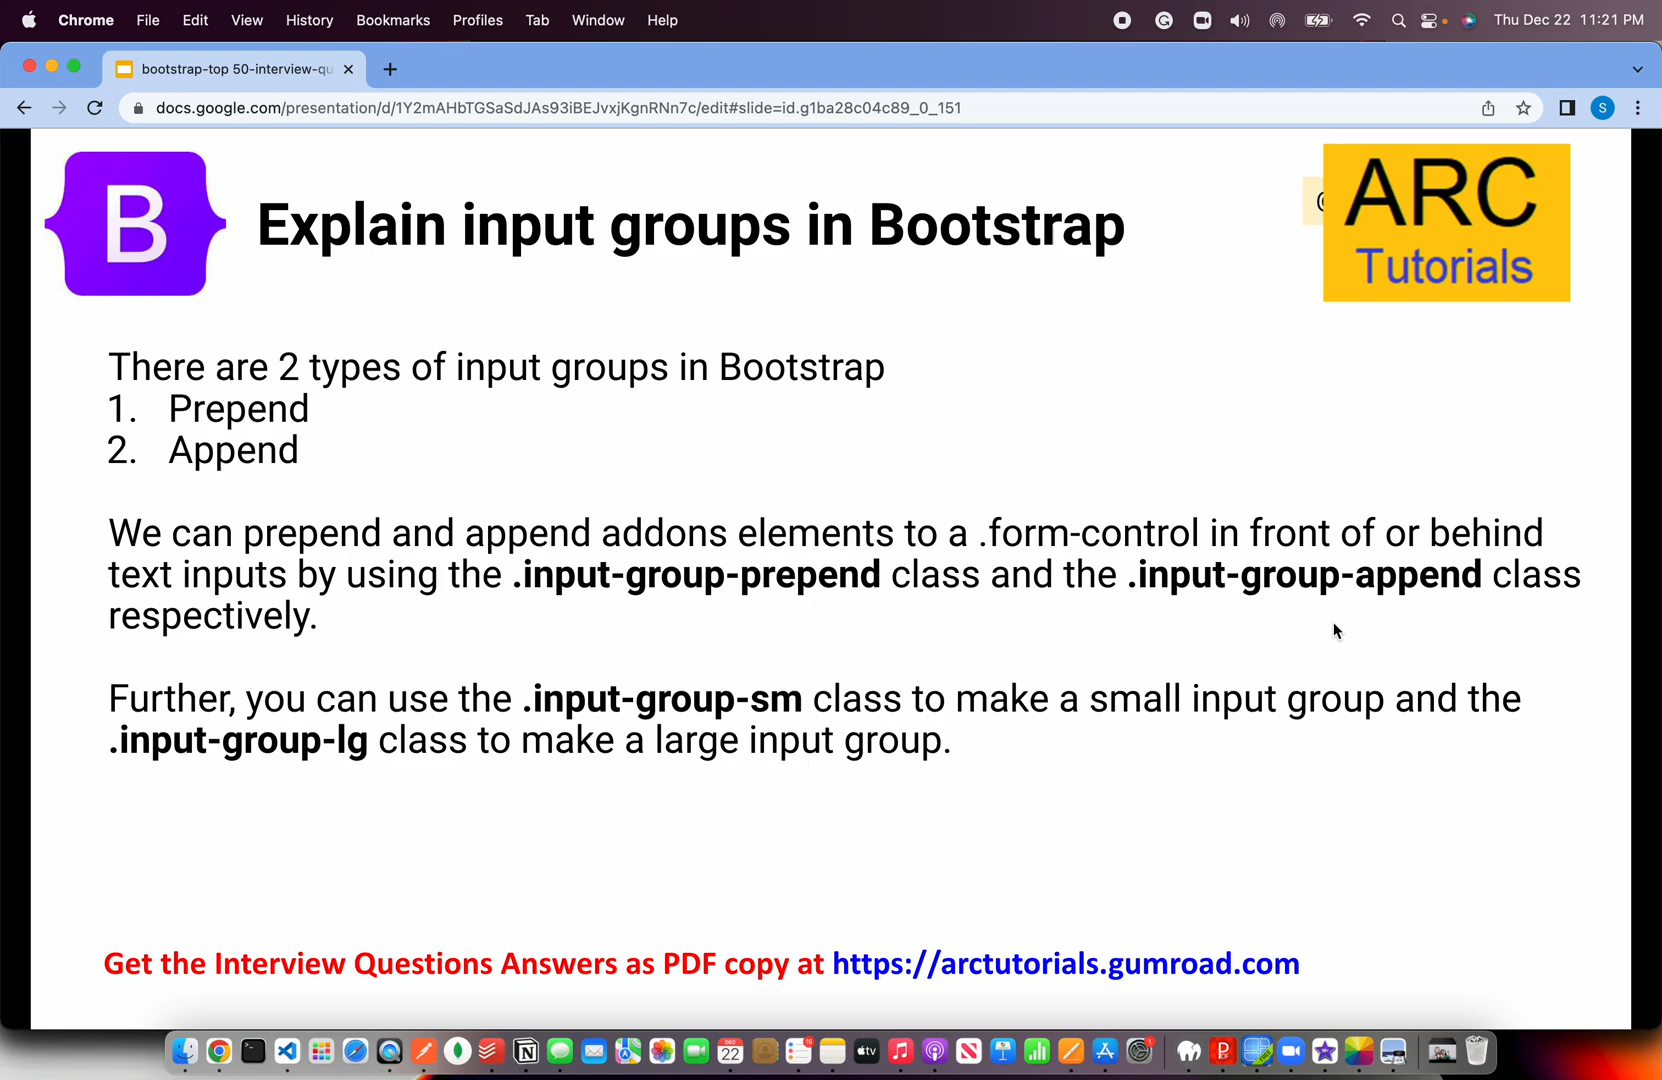 Chrome File Edit View History Bookmarks Profiles Tab Window Help Thu Dec 22 11:21 PM
bootstrap-top 50-interview-qu
docs.google.com/presentation/d/1Y2mAHbTGSaSdJAs93iBEJvxjKgnRNn7c/edit#slide=id.g1ba28c04c89_0_151
S
B
Explain input groups in Bootstrap
ARC
Tutorials
There are 2 types of input groups in Bootstrap
1. Prepend
2. Append
We can prepend and append addons elements to a .form-control in front of or behind
text inputs by using the .input-group-prepend class and the .input-group-append class
respectively.
Further, you can use the .input-group-sm class to make a small input group and the
.input-group-lg class to make a large input group.
Get the Interview Questions Answers as PDF copy at https://arctutorials.gumroad.com
DEC
22
tv